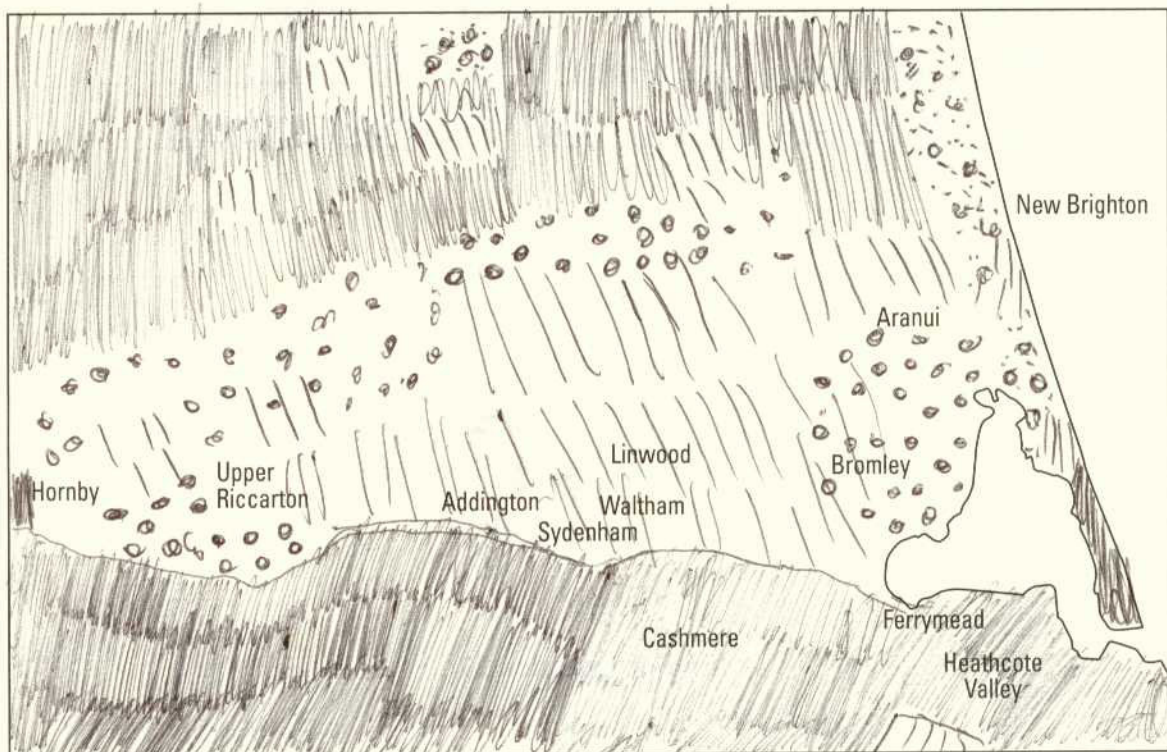 New Brighton
Aranui
Linwood
Bromley
Upper
Riccarton
Hornby
Addington
Waltham
Sydenham
Ferrymead
Cashmere
Heathcote
Valley